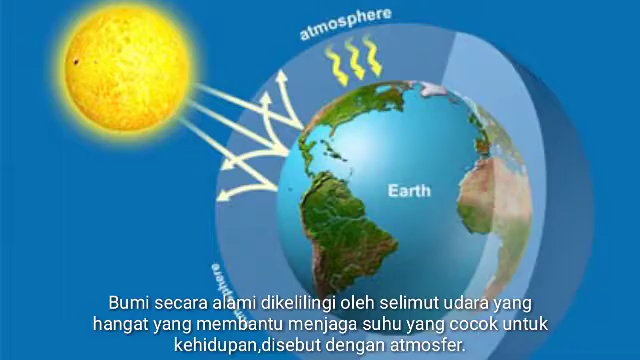 atmosphere
Earth
Bumi secara alami dikelilingi oleh selimut udara yang
hangat yang membantu menjaga suhu yang cocok untuk
kehidupan,disebut dengan atmosfer.